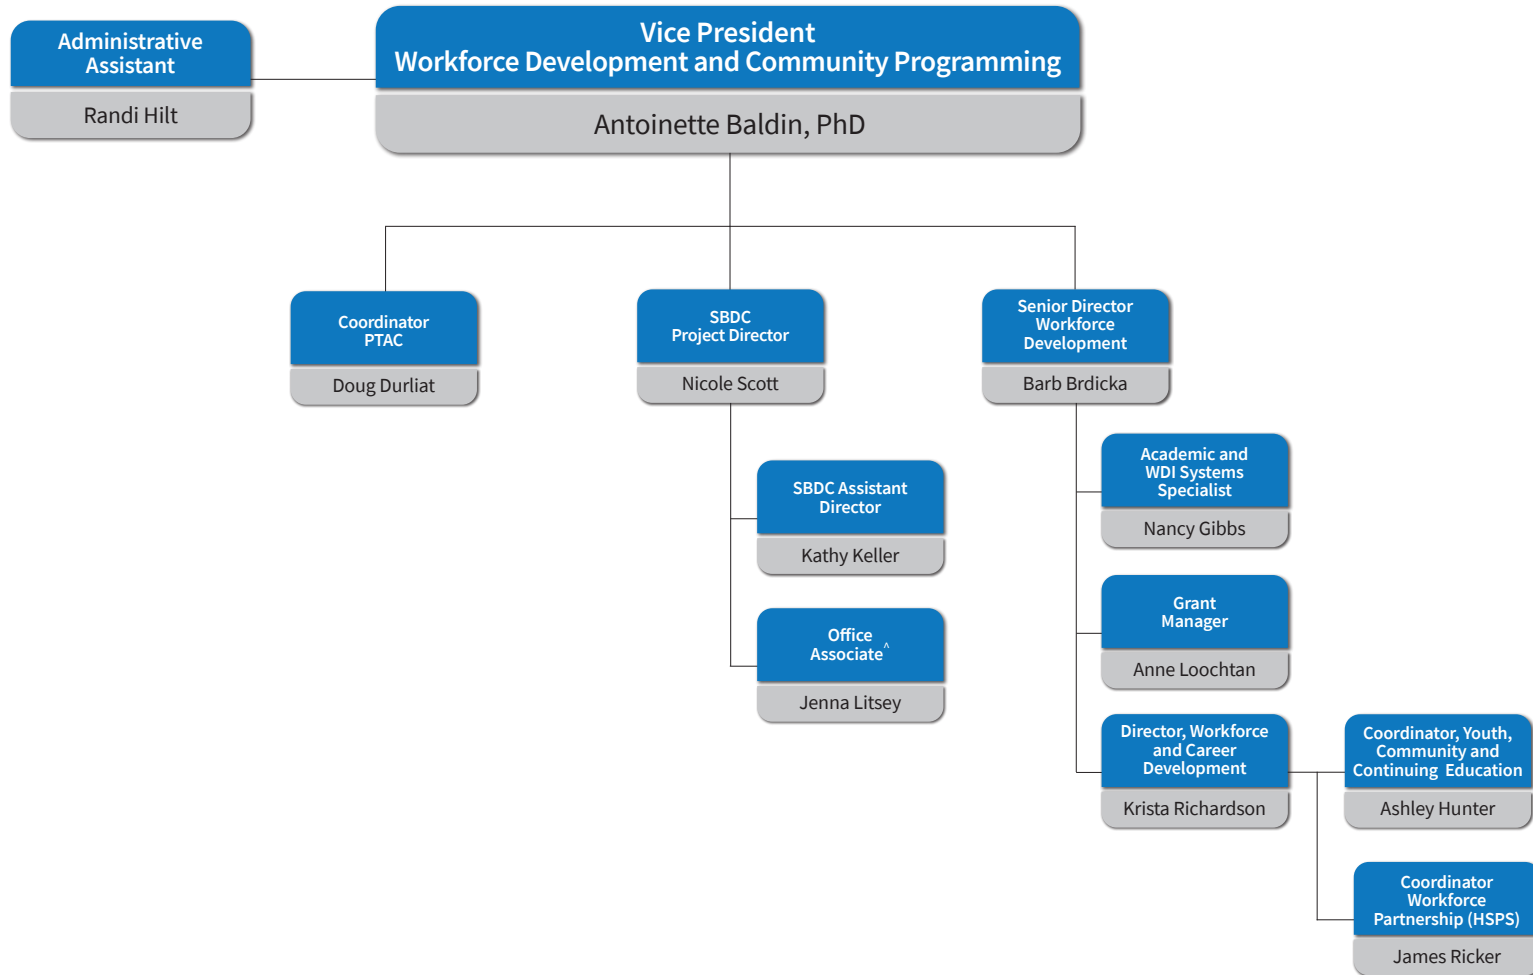 Administrative
Assistant
Randi Hilt
Vice President
Workforce Development and Community Programming
Antoinette Baldin, PhD
Coordinator
PTAC
Doug Durliat
SBDC
Project Director
Nicole Scott
Senior Director
Workforce
Development
Barb Brdicka
SBDC Assistant
Director
Kathy Keller
Office
Associate^
Jenna Litsey
Academic and
WDI Systems
Specialist
Nancy Gibbs
Grant
Manager
Anne Loochtan
Director, Workforce
and Career
Development
Krista Richardson
Coordinator, Youth,
Community and
Continuing Education
Ashley Hunter
Coordinator
Workforce
Partnership (HSPS)
James Ricker